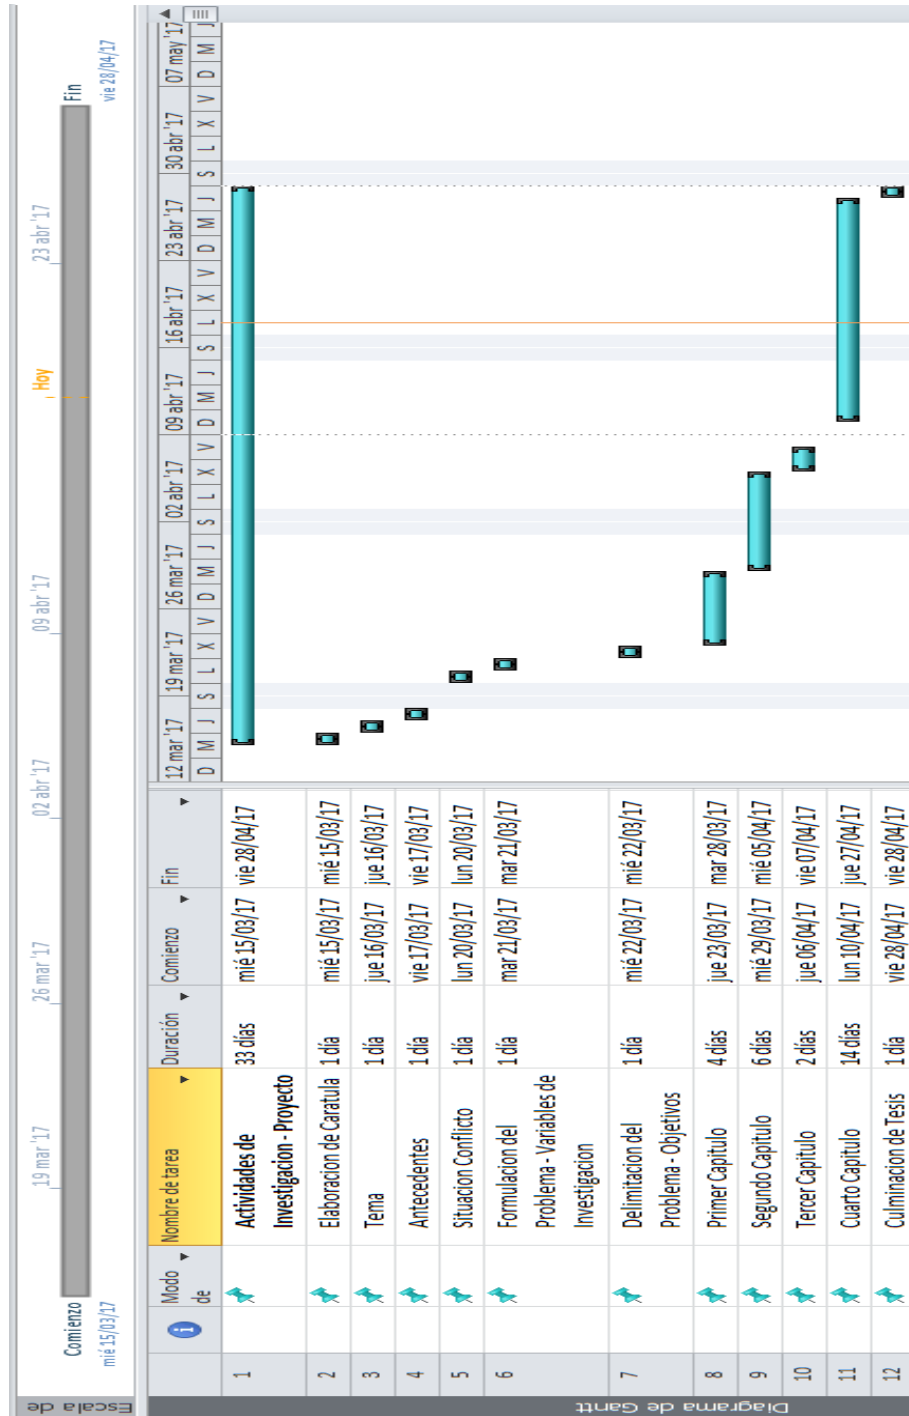 Escala de
19 mar '17 26 mar '17 02 abr '17 09 abr '17 Hoy 23 abr '17
Comienzo Fin
mié 15/03/17 vie 28/04/17
Diagrama de Gantt
Modo de Nombre de tarea Duración Comienzo Fin
12 mar '17 19 mar '17 26 mar '17 02 abr '17 09 abr '17 16 abr '17 23 abr '17 30 abr '17 07 may '17
D M J S L X V D M J S L X V D M J S L X V D M J S L X V D M J
1 Actividades de 33 días mié 15/03/17 vie 28/04/17
Investigacion - Proyecto
2 Elaboracion de Caratula 1 día mié 15/03/17 mié 15/03/17
3 Tema 1 día jue 16/03/17 jue 16/03/17
4 Antecedentes 1 día vie 17/03/17 vie 17/03/17
5 Situacion Conflicto 1 día lun 20/03/17 lun 20/03/17
6 Formulacion del 1 día mar 21/03/17 mar 21/03/17
Problema - Variables de
Investigacion
7 Delimitacion del 1 día mié 22/03/17 mié 22/03/17
Problema - Objetivos
8 Primer Capitulo 4 días jue 23/03/17 mar 28/03/17
9 Segundo Capitulo 6 días mié 29/03/17 mié 05/04/17
10 Tercer Capitulo 2 días jue 06/04/17 vie 07/04/17
11 Cuarto Capitulo 14 días lun 10/04/17 jue 27/04/17
12 Culminacion de Tesis 1 día vie 28/04/17 vie 28/04/17